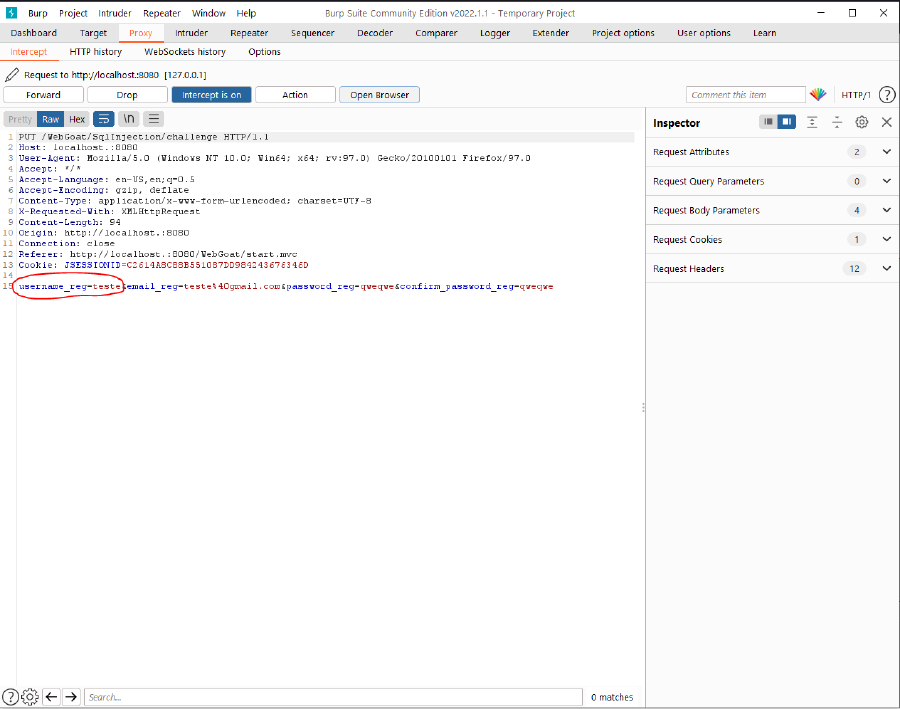 Burp Project Intruder Repeater Window Help Burp Suite Community Edition v2022.1.1 - Temporary Project
Dashboard Target Proxy Intruder Repeater Sequencer Decoder Comparer Logger Extender Project options User options Learn
Intercept HTTP history WebSockets history Options
Request to http://localhost.:8080 [127.0.0.1]
Forward Drop Intercept is on Action Open Browser Comment this item HTTP/1 ?
Pretty Raw Hex \n
Inspector
1 PUT /WebGoat/SqlInjection/challenge HTTP/1.1
2 Host: localhost.:8080
3 User-Agent: Mozilla/5.0 (Windows NT 10.0; Win64; x64; rv:97.0) Gecko/20100101 Firefox/97.0
4 Accept: */*
5 Accept-Language: en-US,en;q=0.5
6 Accept-Encoding: gzip, deflate
7 Content-Type: application/x-www-form-urlencoded; charset=UTF-8
8 X-Requested-With: XMLHttpRequest
9 Content-Length: 94
10 Origin: http://localhost.:8080
11 Connection: close
12 Referer: http://localhost.:8080/WebGoat/start.mvc
13 Cookie: JSESSIONID=
14
15 username_reg=teste&email_reg=teste%40gmail.com&password_reg=qweqwe&confirm_password_reg=qweqwe
Request Attributes 2
Request Query Parameters 0
Request Body Parameters 4
Request Cookies 1
Request Headers 12
? Search... 0 matches